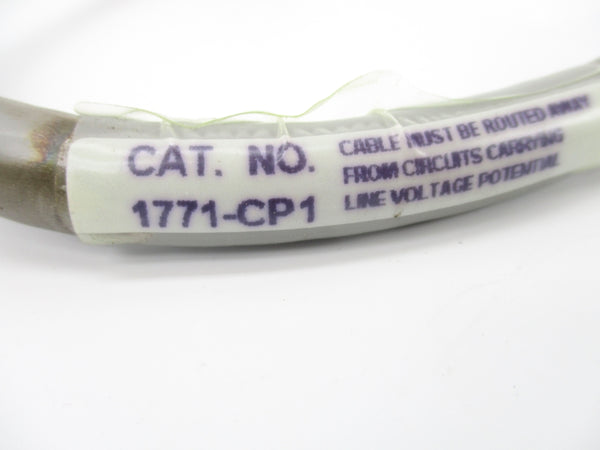 CAT. NO.
1771-CP1
CABLE MUST BE ROUTED AWAY
FROM CIRCUITS CARRYING
LINE VOLTAGE POTENTIAL